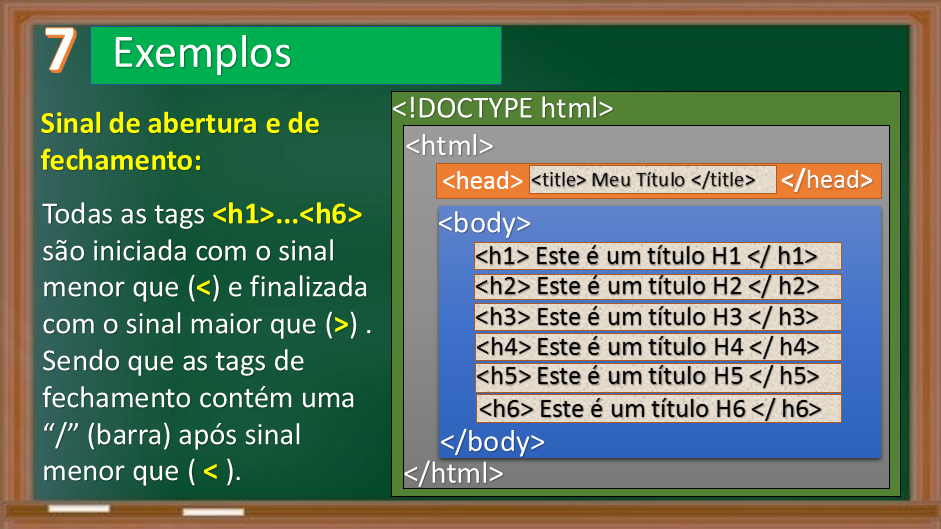 7 Exemplos
Sinal de abertura e de
fechamento:
Todas as tags <h1>...<h6>
são iniciada com o sinal
menor que (<) e finalizada
com o sinal maior que (>) .
Sendo que as tags de
fechamento contém uma
“/” (barra) após sinal
menor que ( < ).
<!DOCTYPE html>
<html>
<head> <title> Meu Título </title> </head>
<body>
<h1> Este é um título H1 </ h1>
<h2> Este é um título H2 </ h2>
<h3> Este é um título H3 </ h3>
<h4> Este é um título H4 </ h4>
<h5> Este é um título H5 </ h5>
<h6> Este é um título H6 </ h6>
</body>
</html>